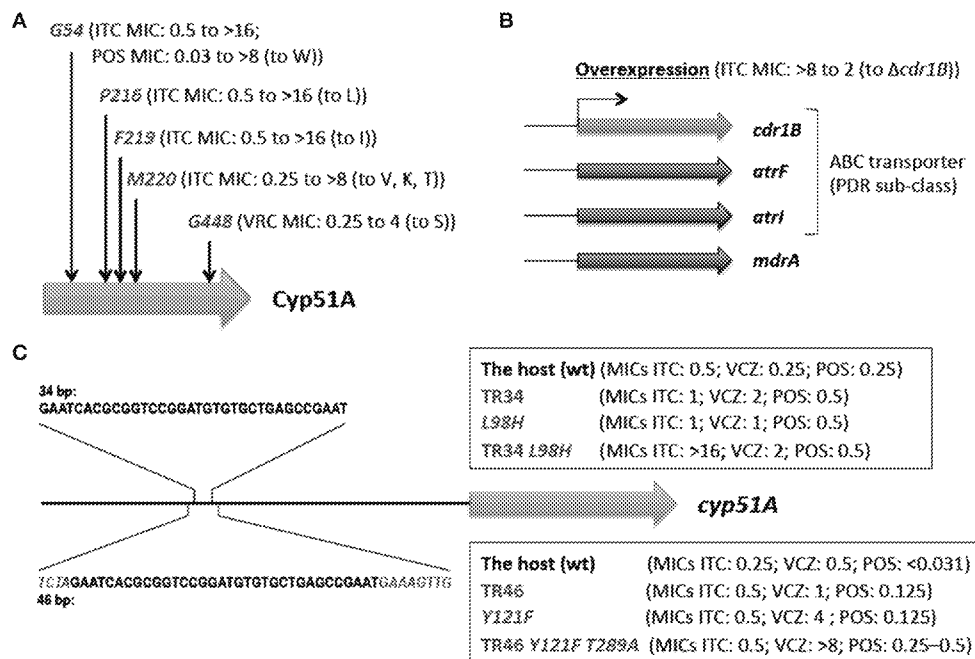 A
G54 (ITC MIC: 0.5 to >16;
POS MIC: 0.03 to >8 (to W))
P216 (ITC MIC: 0.5 to >16 (to L))
F219 (ITC MIC: 0.5 to >16 (to I))
M220 (ITC MIC: 0.25 to >8 (to V, K, T))
G448 (VRC MIC: 0.25 to 4 (to S))
Cyp51A
B
Overexpression (ITC MIC: >8 to 2 (to Δcdr1B))
cdr1B
atrF
atrI
mdrA
ABC transporter
(PDR sub-class)
C
34 bp:
GAATCACGCGGTCCGGATGTGTGCTGAGCCGAAT
TCTAGAATCACGCGGTCCGGATGTGTGCTGAGCCGAATGAAAGTTG
46 bp:
The host (wt) (MICs ITC: 0.5; VCZ: 0.25; POS: 0.25)
TR34 (MICs ITC: 1; VCZ: 2; POS: 0.5)
L98H (MICs ITC: 1; VCZ: 1; POS: 0.5)
TR34 L98H (MICs ITC: >16; VCZ: 2; POS: 0.5)
cyp51A
The host (wt) (MICs ITC: 0.25; VCZ: 0.5; POS: <0.031)
TR46 (MICs ITC: 0.5; VCZ: 1; POS: 0.125)
Y121F (MICs ITC: 0.5; VCZ: 4 ; POS: 0.125)
TR46 Y121F T289A (MICs ITC: 0.5; VCZ: >8; POS: 0.25–0.5)